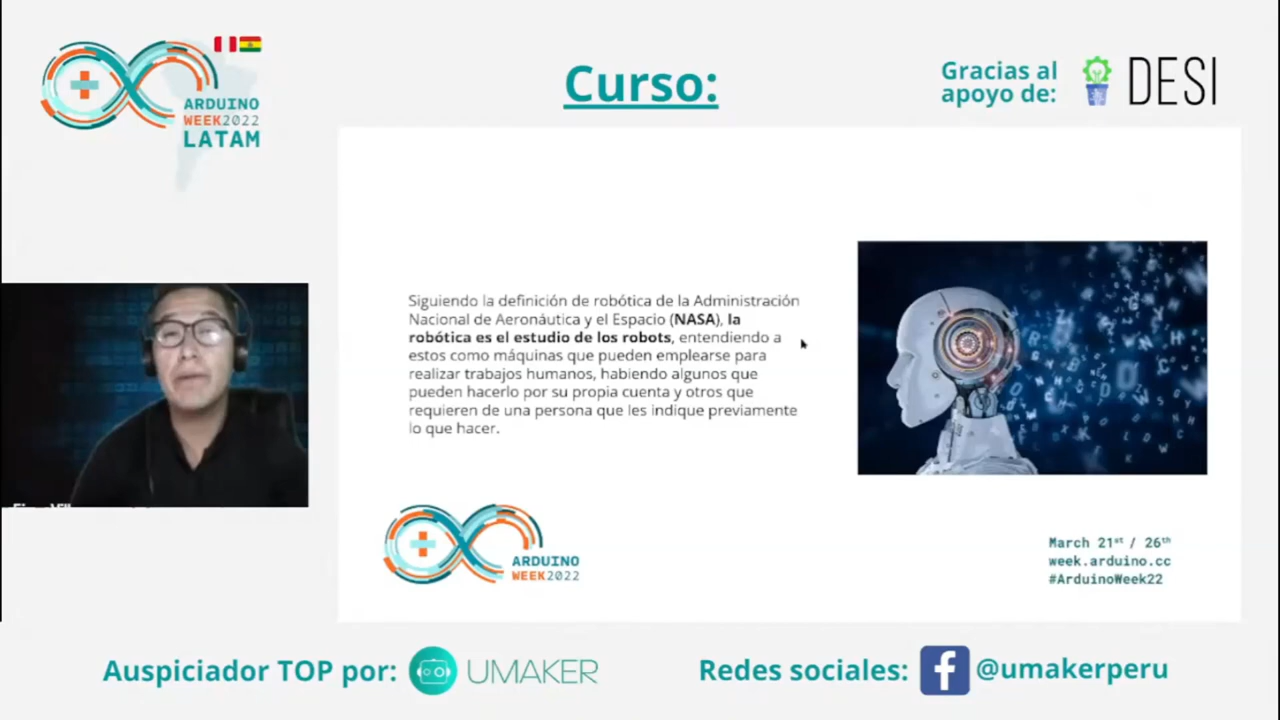 ARDUINO
WEEK2022
LATAM
Curso:
Gracias al
apoyo de:
DESI
Siguiendo la definición de robótica de la Administración
Nacional de Aeronáutica y el Espacio (NASA), la
robótica es el estudio de los robots, entendiendo a
estos como máquinas que pueden emplearse para
realizar trabajos humanos, habiendo algunos que
pueden hacerlo por su propia cuenta y otros que
requieren de una persona que les indique previamente
lo que hacer.
ARDUINO
WEEK2022
March 21st / 26th
week.arduino.cc
#ArduinoWeek22
Auspiciador TOP por:
UMAKER
Redes sociales:
@umakerperu